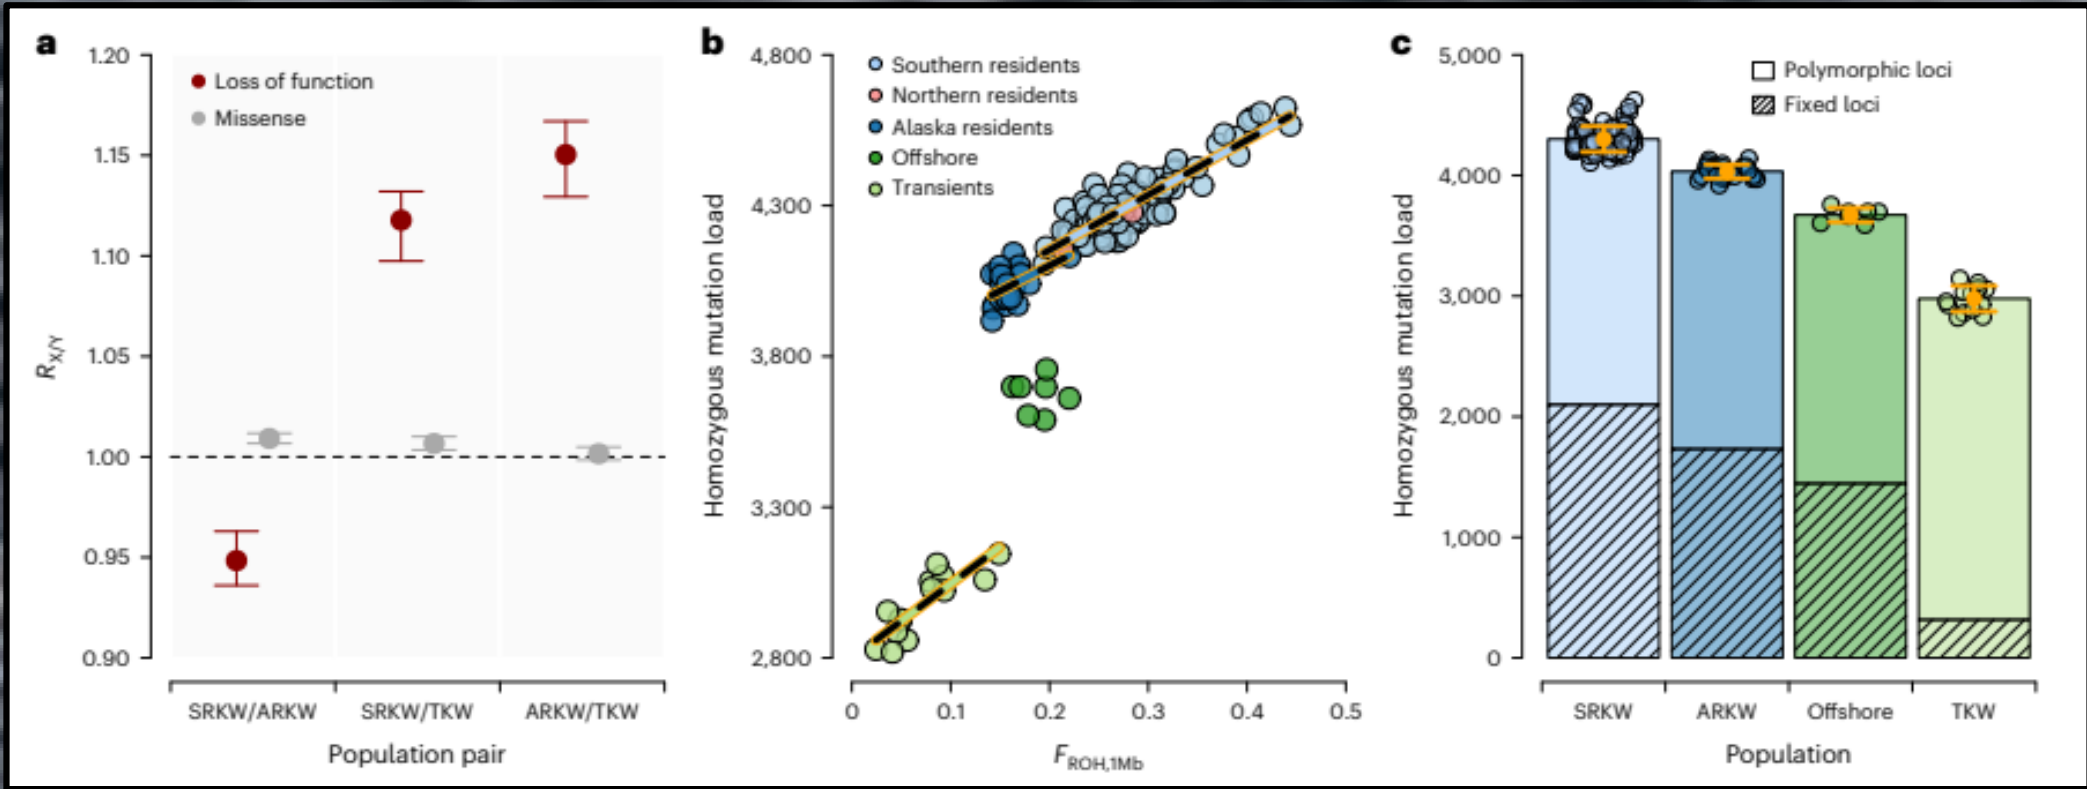 a
1.20
1.15
1.10
1.05
1.00
0.95
0.90
R X/Y
Loss of function
Missense
SRKW/ARKW
SRKW/TKW
ARKW/TKW
Population pair
b
4,800
4,300
3,800
3,300
2,800
Homozygous mutation load
Southern residents
Northern residents
Alaska residents
Offshore
Transients
0
0.1
0.2
0.3
0.4
0.5
F ROH,1Mb
c
5,000
4,000
3,000
2,000
1,000
0
Homozygous mutation load
Polymorphic loci
Fixed loci
SRKW
ARKW
Offshore
TKW
Population